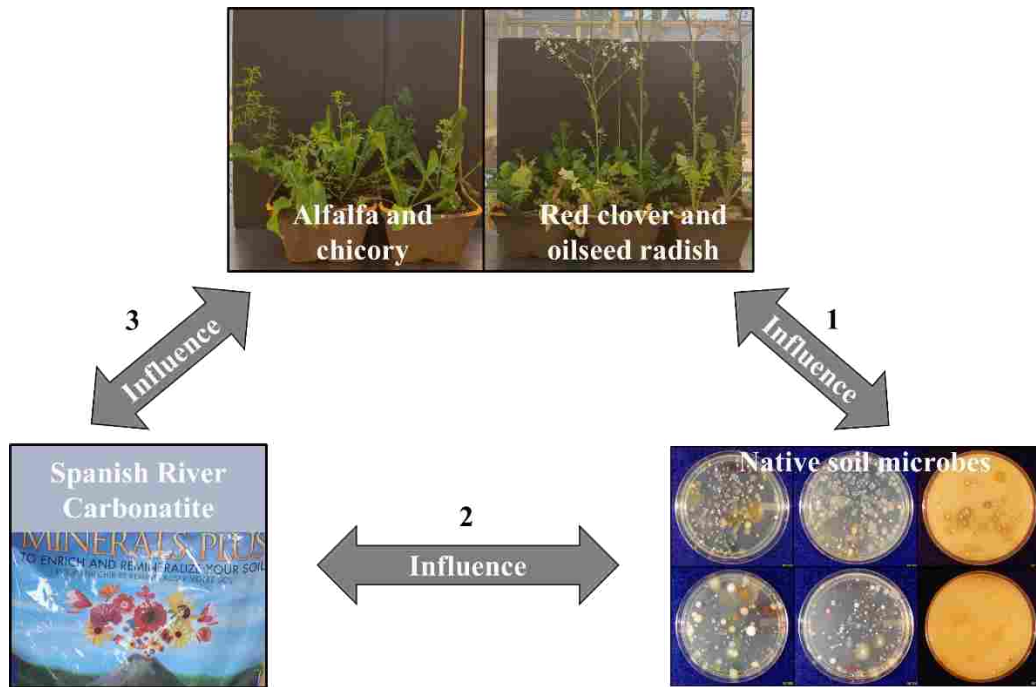 Alfalfa and
chicory
Red clover and
oilseed radish
3
Influence
1
Influence
Spanish River
Carbonatite
MINERALS PLUS
TO ENRICH AND REMINERALIZE YOUR SOIL
2
Influence
Native soil microbes